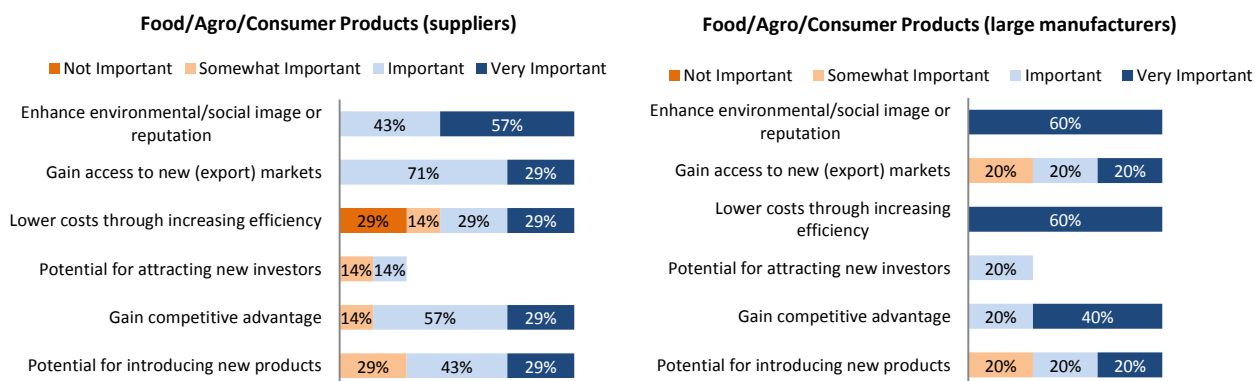 Food/Agro/Consumer Products (suppliers)
Not Important Somewhat Important Important Very Important
Enhance environmental/social image or
reputation
43% 57%
Gain access to new (export) markets
71% 29%
Lower costs through increasing efficiency
29% 14% 29% 29%
Potential for attracting new investors
14% 14%
Gain competitive advantage
14% 57% 29%
Potential for introducing new products
29% 43% 29%
Food/Agro/Consumer Products (large manufacturers)
Not Important Somewhat Important Important Very Important
Enhance environmental/social image or
reputation
60%
Gain access to new (export) markets
20% 20% 20%
Lower costs through increasing
efficiency
60%
Potential for attracting new investors
20%
Gain competitive advantage
20% 40%
Potential for introducing new products
20% 20% 20%